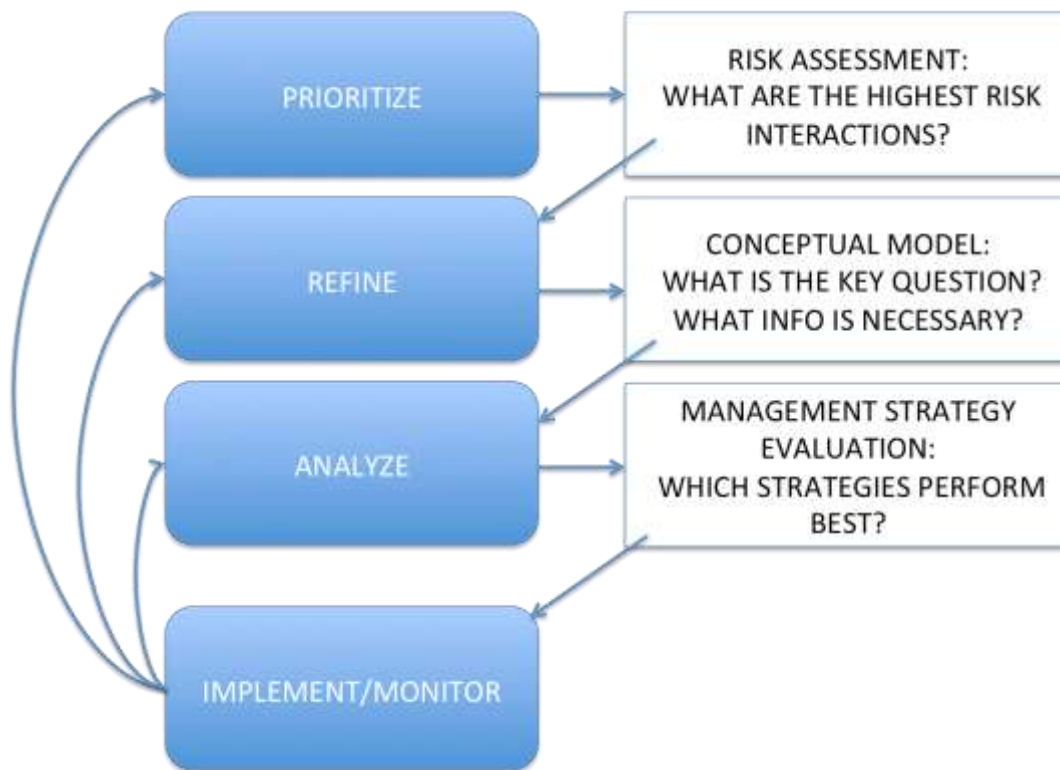 PRIORITIZE
RISK ASSESSMENT:
WHAT ARE THE HIGHEST RISK
INTERACTIONS?
REFINE
CONCEPTUAL MODEL:
WHAT IS THE KEY QUESTION?
WHAT INFO IS NECESSARY?
ANALYZE
MANAGEMENT STRATEGY
EVALUATION:
WHICH STRATEGIES PERFORM
BEST?
IMPLEMENT/MONITOR